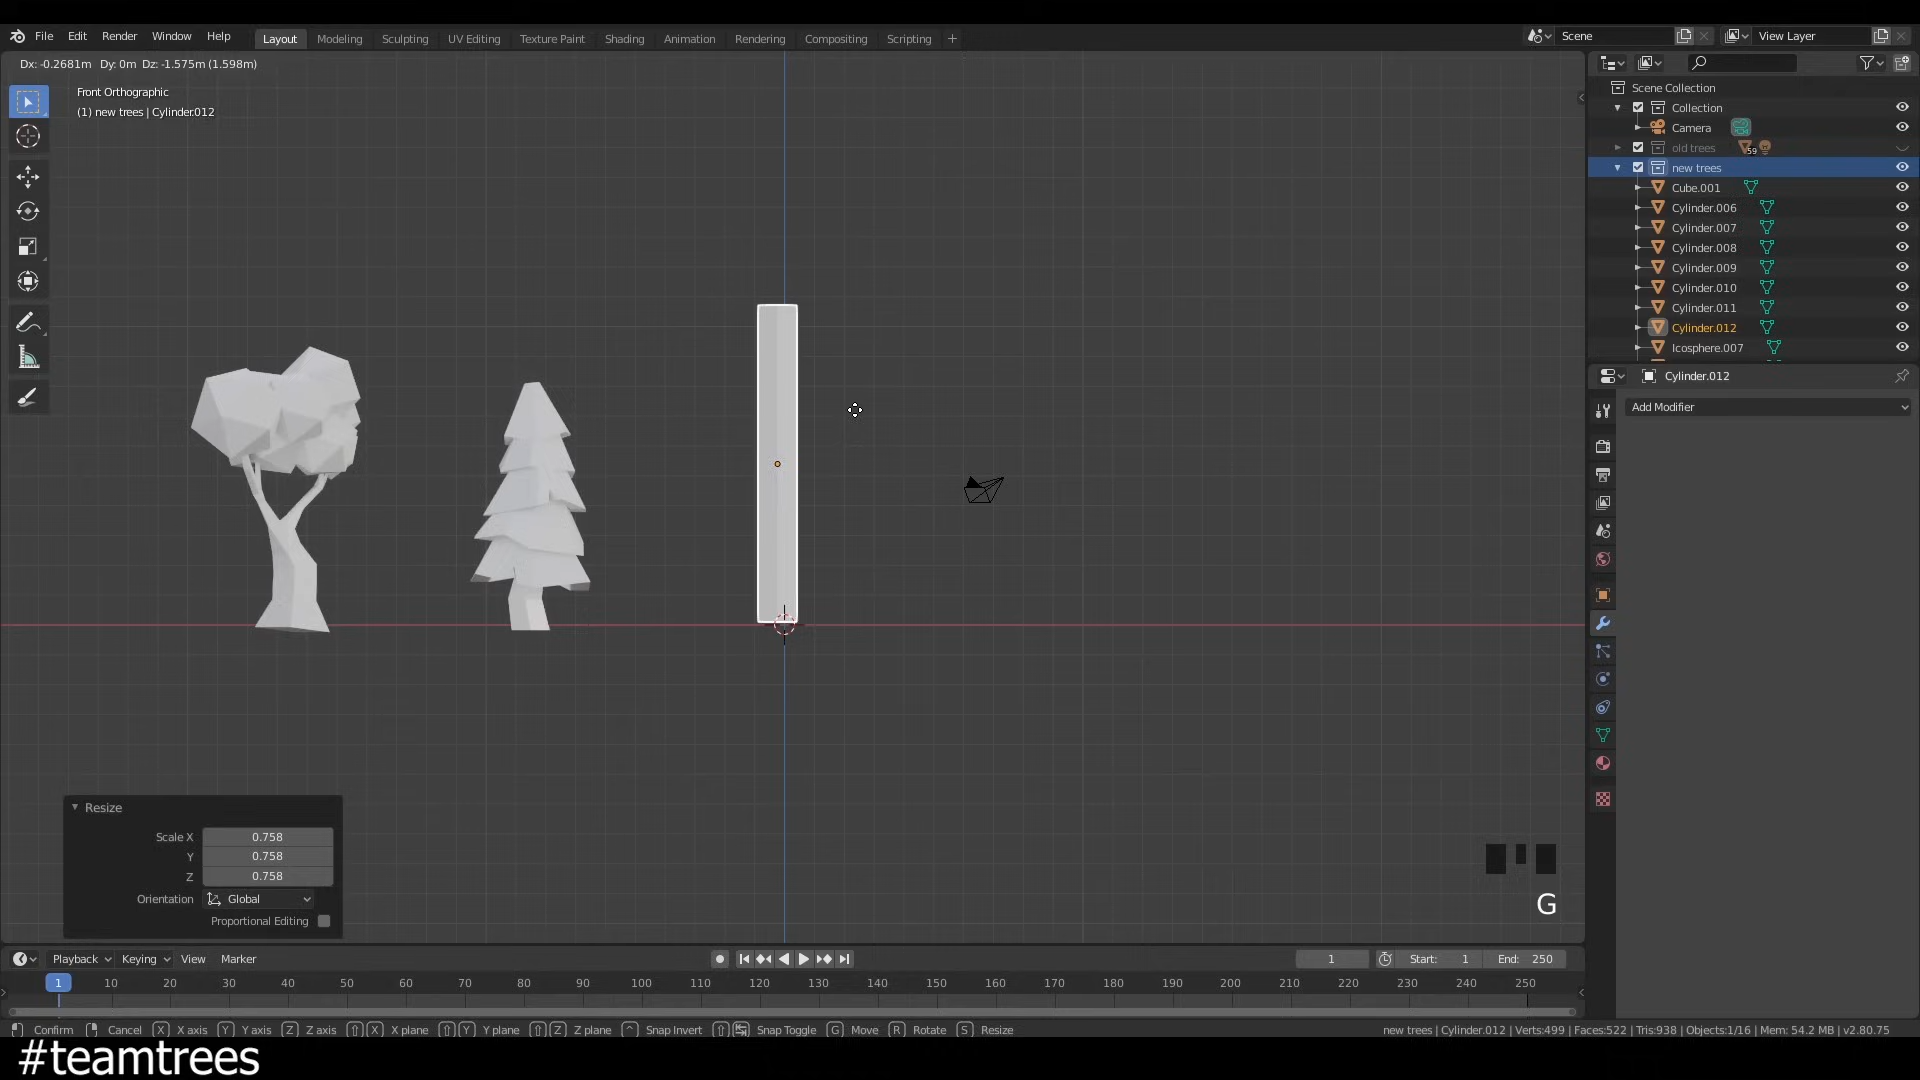 File Edit Render Window Help Layout Modeling Sculpting UV Editing Texture Paint Shading Animation Rendering Compositing Scripting + Scene View Layer
Dx: -0.2681m Dy: 0m Dz: -1.575m (1.598m)
Front Orthographic
(1) new trees | Cylinder.012
Scene Collection
Collection
Camera
old trees 59
new trees
Cube.001
Cylinder.006
Cylinder.007
Cylinder.008
Cylinder.009
Cylinder.010
Cylinder.011
Cylinder.012
Icosphere.007
Cylinder.012
Add Modifier
Resize
Scale X 0.758
Y 0.758
Z 0.758
Orientation Global
Proportional Editing
G
Playback Keying View Marker 1 Start: 1 End: 250
1 10 20 30 40 50 60 70 80 90 100 110 120 130 140 150 160 170 180 190 200 210 220 230 240 250
Confirm Cancel X X axis Y Y axis Z Z axis X X plane Y Y plane Z Z plane ^ Snap Invert Snap Toggle G Move R Rotate S Resize new trees | Cylinder.012 | Verts:499 | Faces:522 | Tris:938 | Objects:1/16 | Mem: 54.2 MB | v2.80.75
#teamtrees